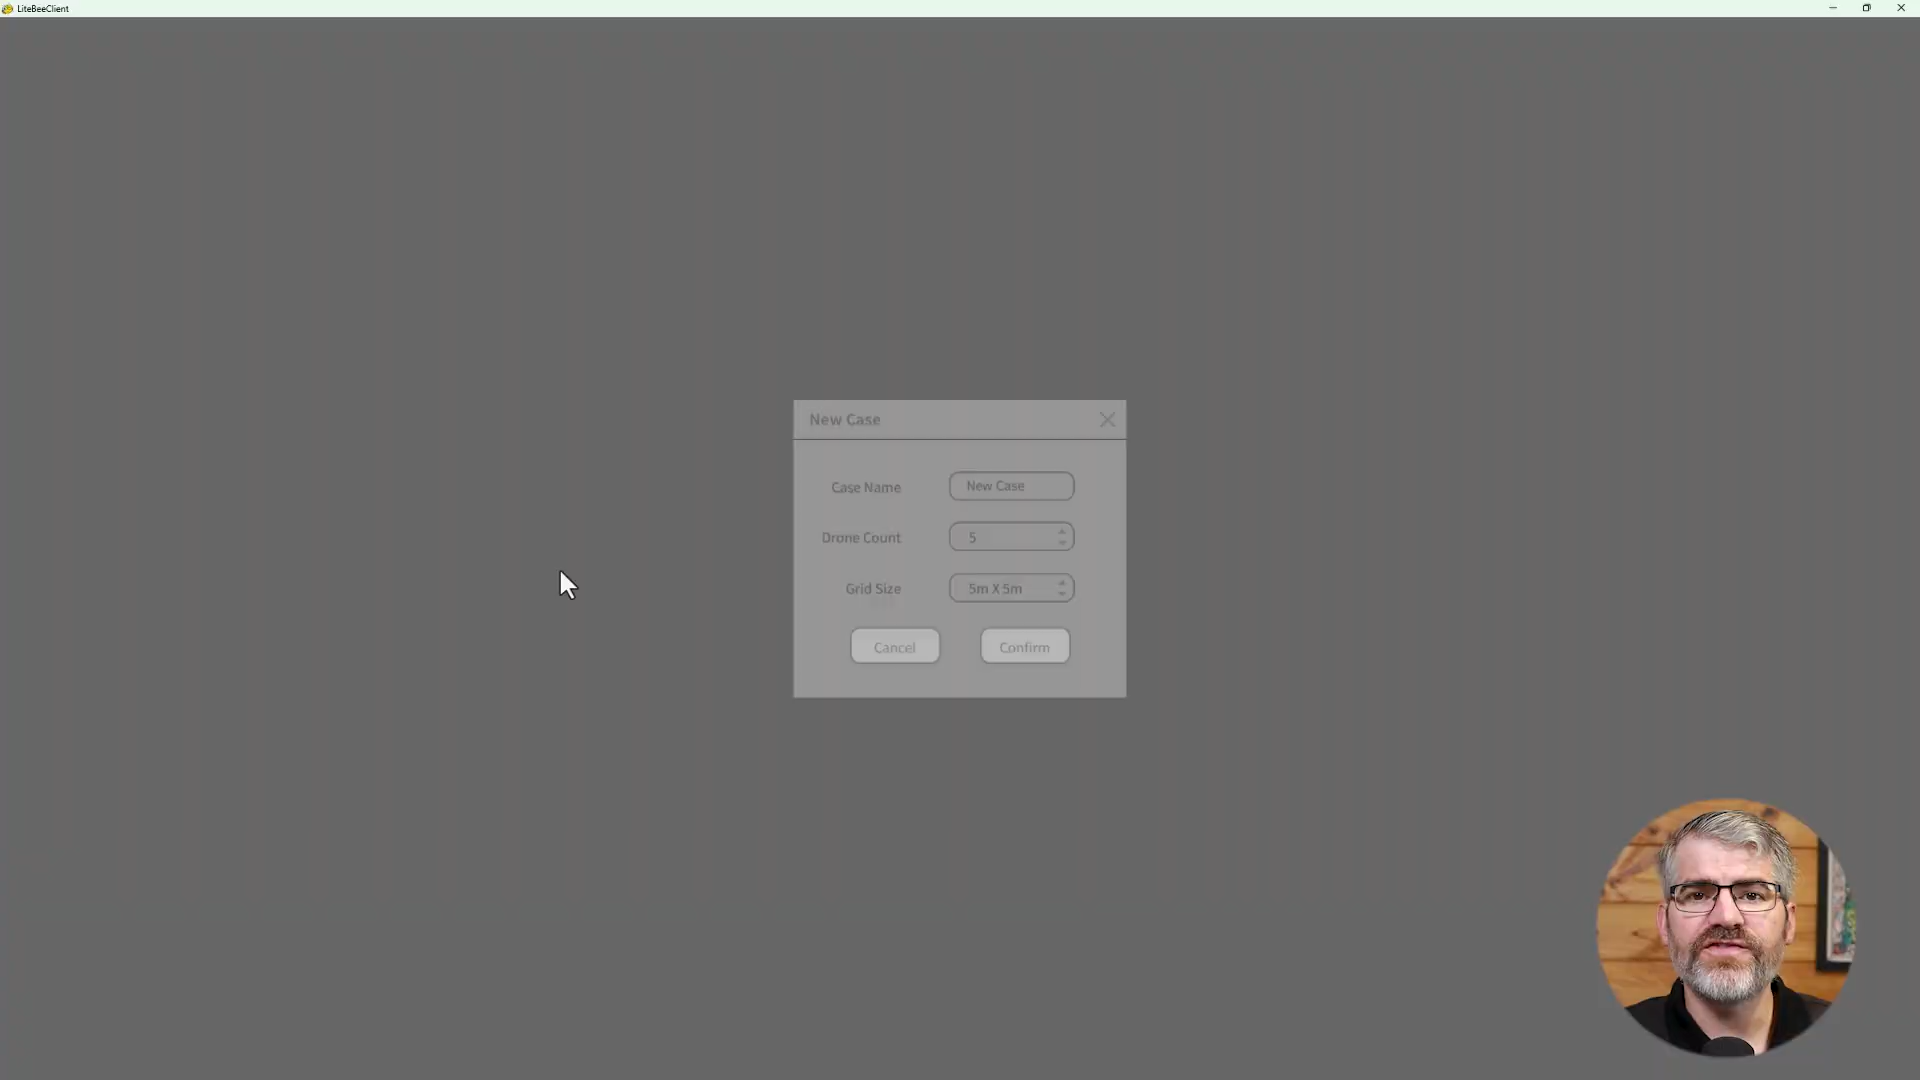 LiteBeeClient
New Case
Case Name New Case
Drone Count 5
Grid Size 5m X 5m
Cancel Confirm